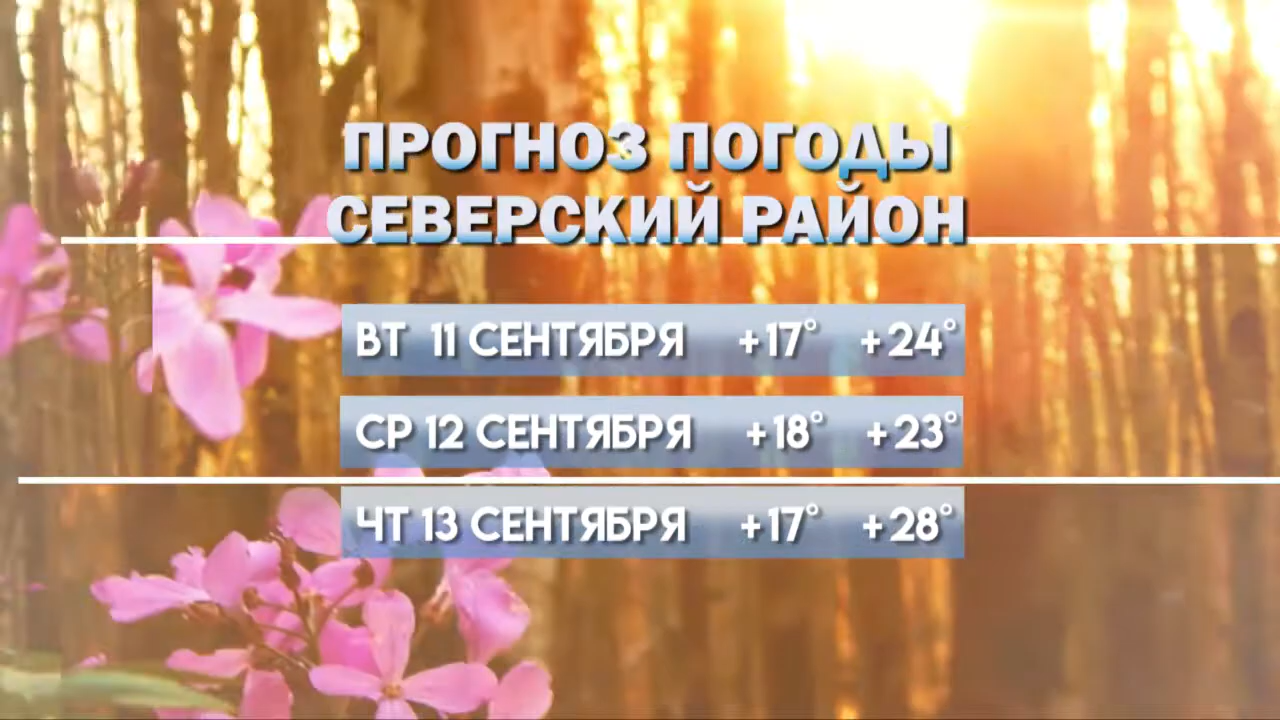 ПРОГНОЗ ПОГОДЫ
СЕВЕРСКИЙ РАЙОН
ВТ 11 СЕНТЯБРЯ +17° +24°
СР 12 СЕНТЯБРЯ +18° +23°
ЧТ 13 СЕНТЯБРЯ +17° +28°